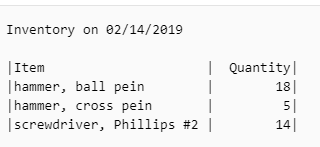 Inventory on 02/14/2019
|Item                    |  Quantity|
|hammer, ball pein        |        18|
|hammer, cross pein       |         5|
|screwdriver, Phillips #2 |        14|